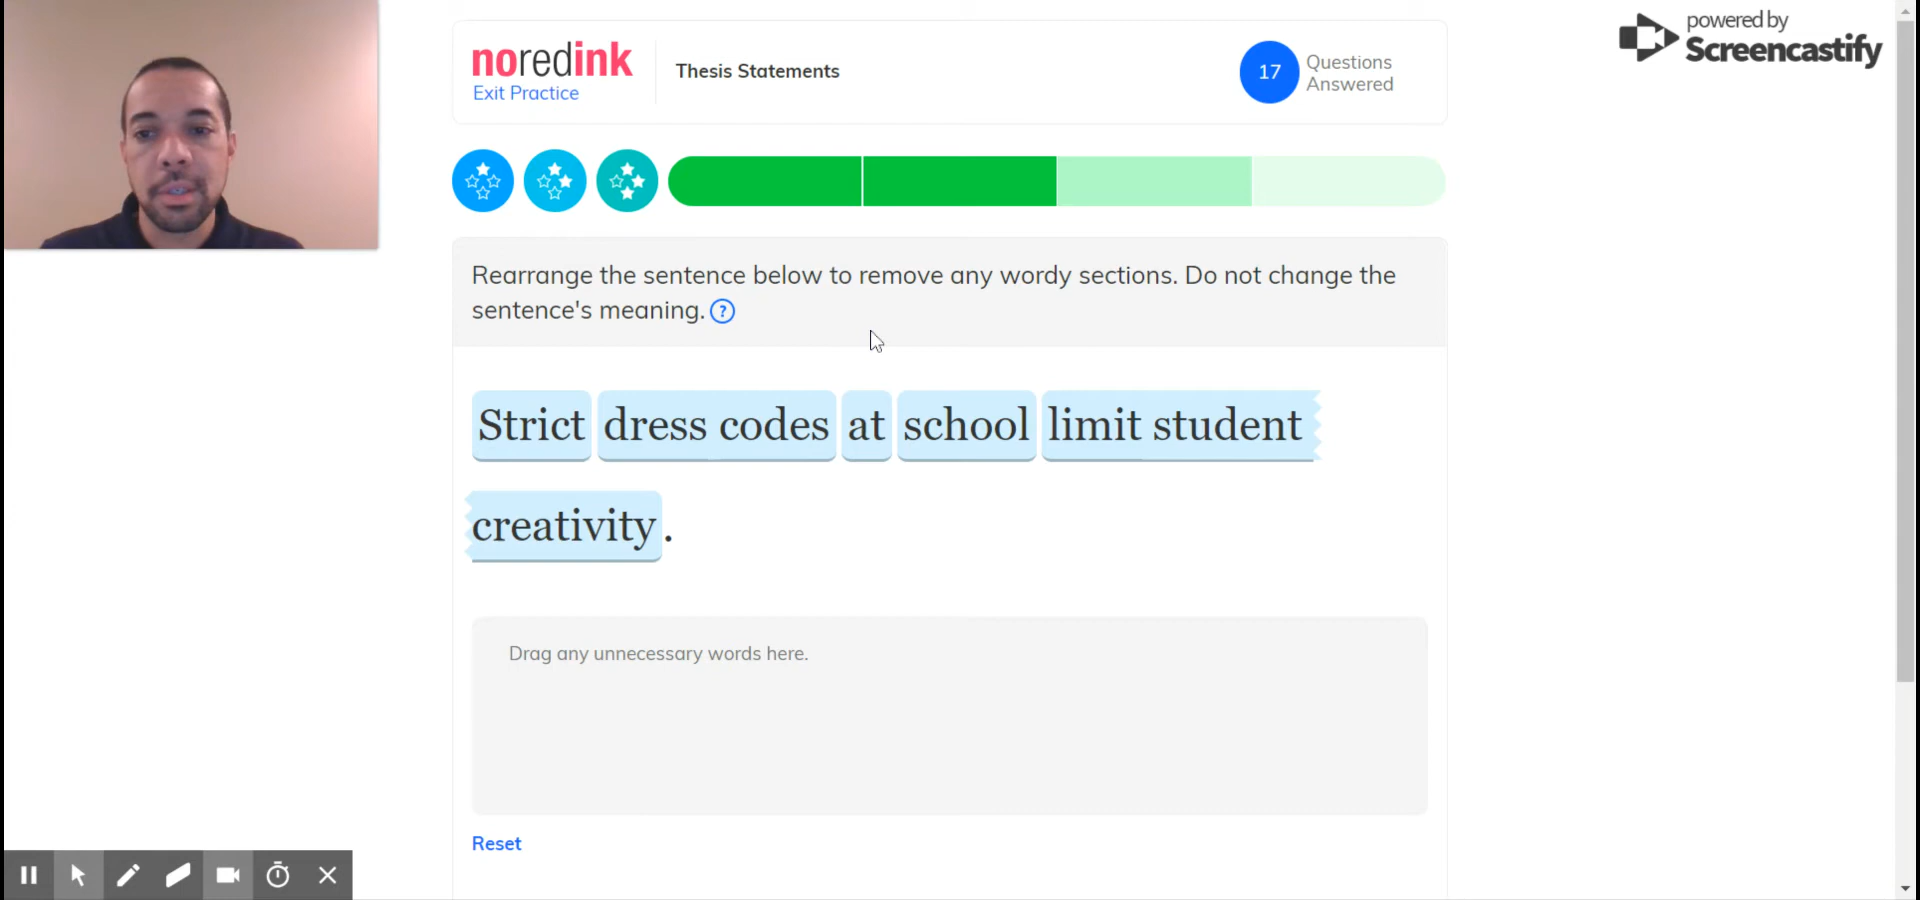 powered by
Screencastify
noredink
Exit Practice
Thesis Statements
17
Questions
Answered
Rearrange the sentence below to remove any wordy sections. Do not change the
sentence's meaning. ?
Strict dress codes at school limit student
creativity.
Drag any unnecessary words here.
Reset